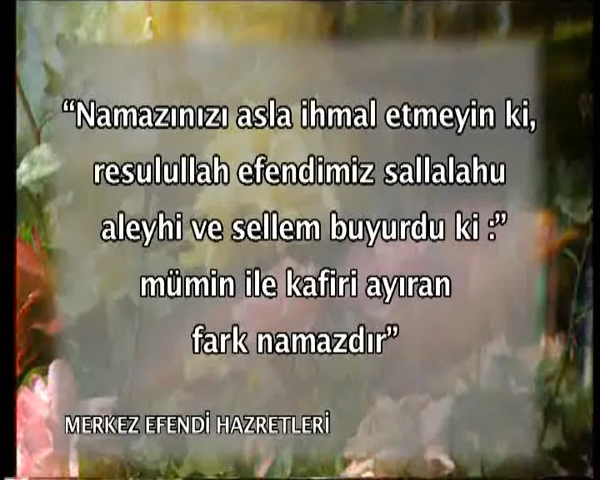 “Namazınızı asla ihmal etmeyin ki,
resulullah efendimiz sallalahu
aleyhi ve sellem buyurdu ki :”
mümin ile kafiri ayıran
fark namazdır”
MERKEZ EFENDİ HAZRETLERİ